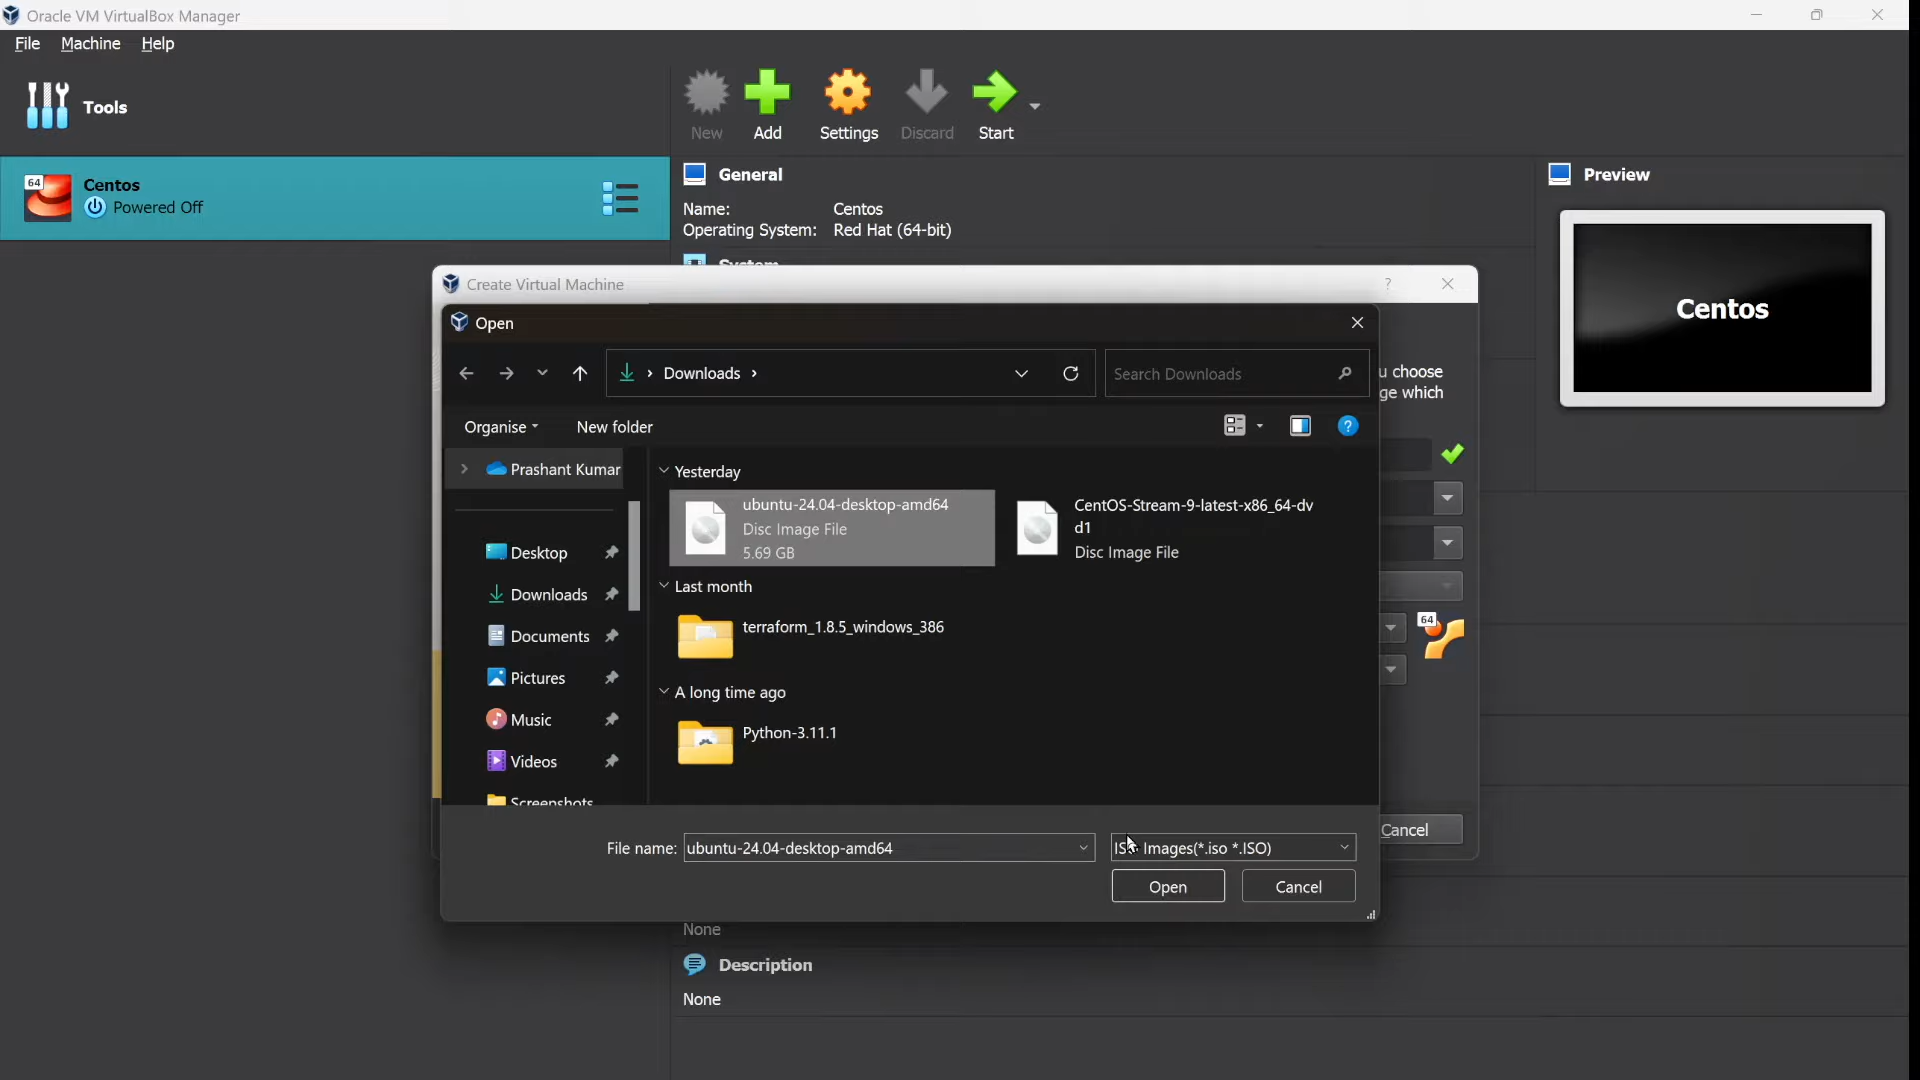 Oracle VM VirtualBox Manager
File Machine Help
Tools
New Add Settings Discard Start
64
Centos
Powered Off
General
Name: Centos
Operating System: Red Hat (64-bit)
System
Preview
Centos
Create Virtual Machine
?
Open
Downloads
Search Downloads
u choose
ge which
Organise
New folder
?
Prashant Kumar
Desktop
Downloads
Documents
Pictures
Music
Videos
Screenshots
Yesterday
ubuntu-24.04-desktop-amd64
Disc Image File
5.69 GB
CentOS-Stream-9-latest-x86_64-dv
d1
Disc Image File
Last month
terraform_1.8.5_windows_386
A long time ago
Python-3.11.1
64
File name: ubuntu-24.04-desktop-amd64
Images(*.iso *.ISO)
Open
Cancel
Cancel
None
Description
None